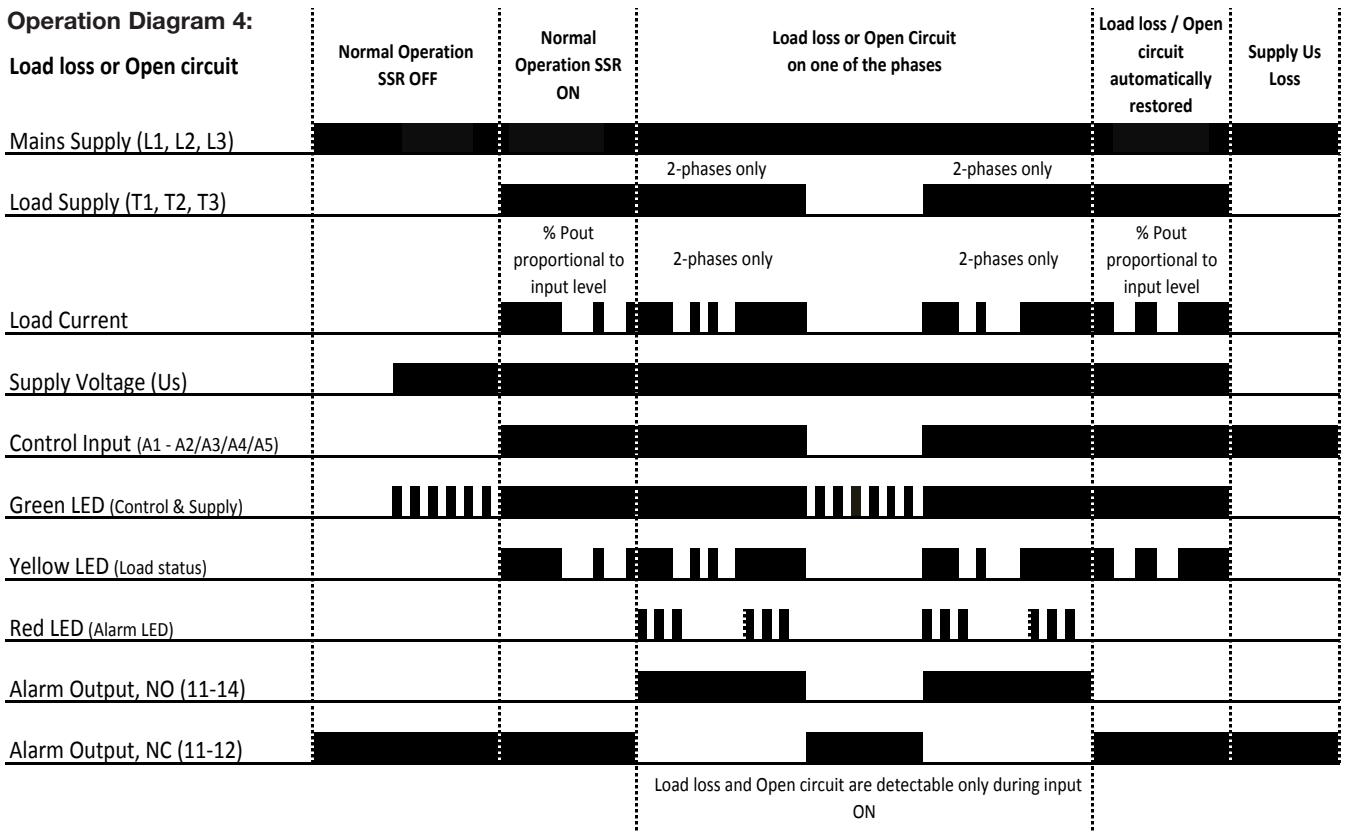 Operation Diagram 4:
Load loss or Open circuit
Normal Operation
SSR OFF
Normal
Operation SSR
ON
Load loss or Open Circuit
on one of the phases
Load loss / Open
circuit
automatically
restored
Supply Us
Loss
Mains Supply (L1, L2, L3)
2-phases only
2-phases only
Load Supply (T1, T2, T3)
% Pout
proportional to
input level
2-phases only
2-phases only
% Pout
proportional to
input level
Load Current
Supply Voltage (Us)
Control Input (A1 - A2/A3/A4/A5)
Green LED (Control & Supply)
Yellow LED (Load status)
Red LED (Alarm LED)
Alarm Output, NO (11-14)
Alarm Output, NC (11-12)
Load loss and Open circuit are detectable only during input
ON